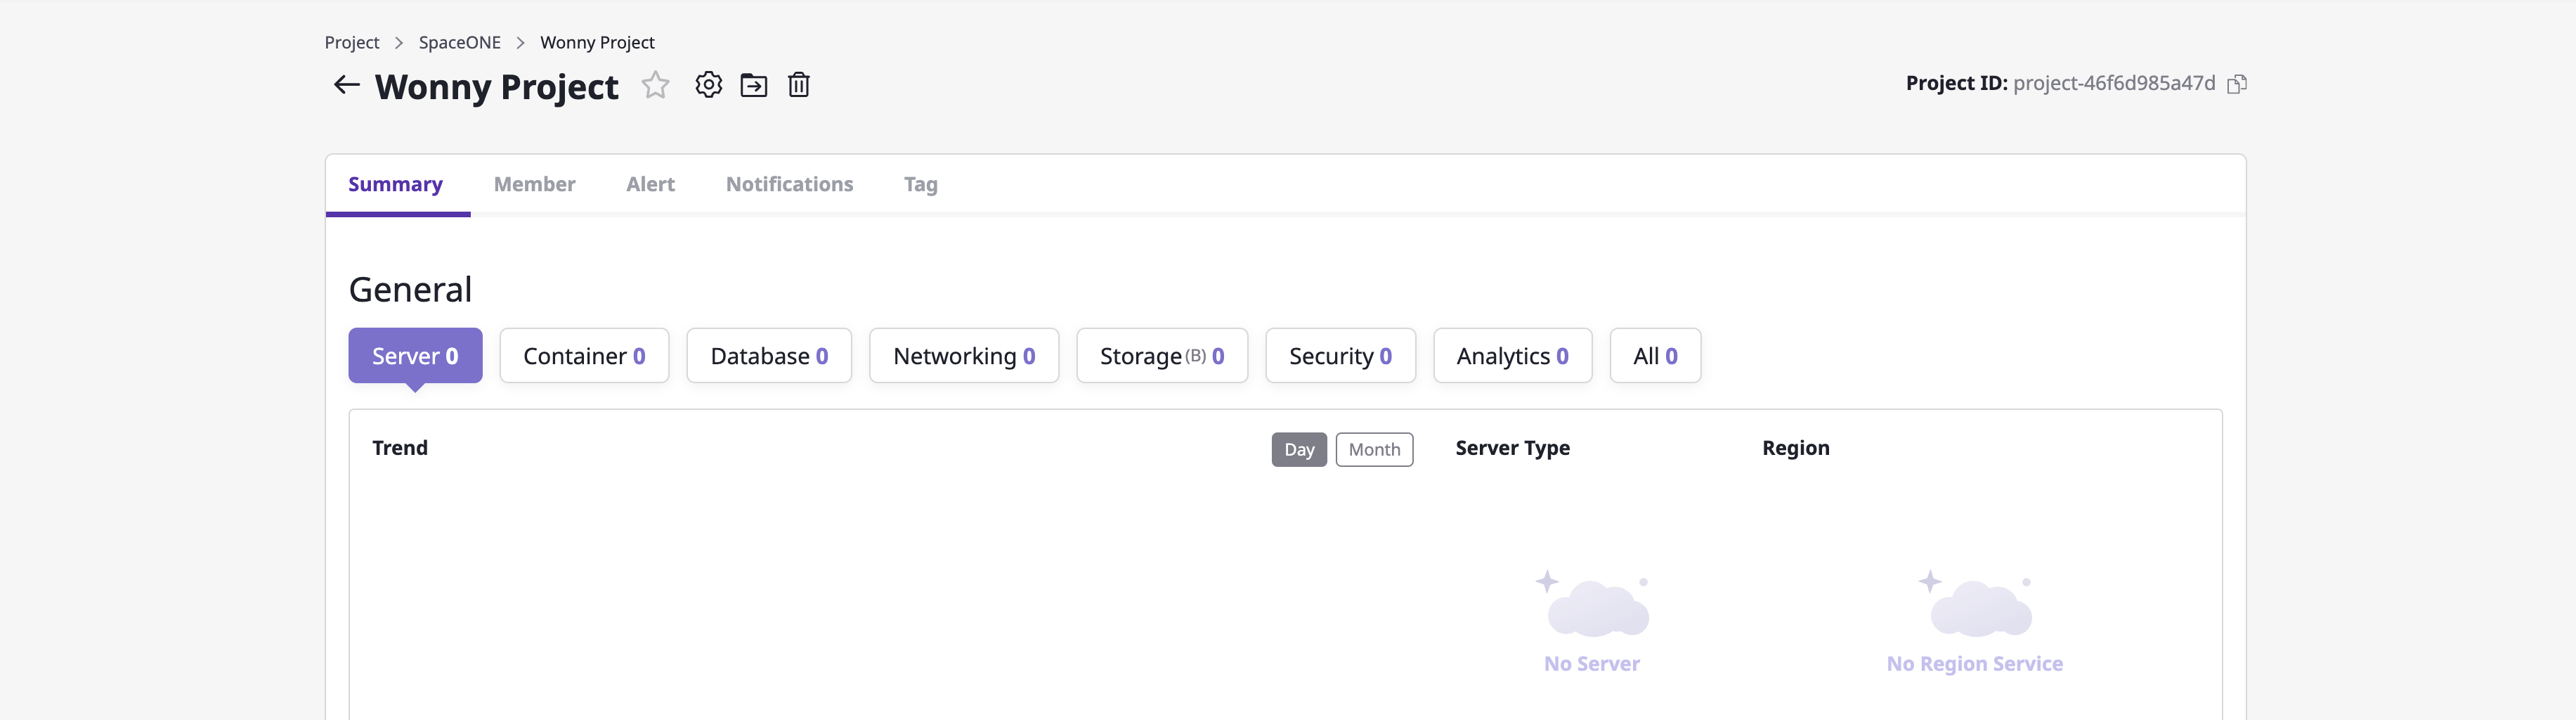 Project > SpaceONE > Wonny Project
Wonny Project
Project ID: project-46f6d985a47d
Summary Member Alert Notifications Tag
General
Server 0 Container 0 Database 0 Networking 0 Storage (B) 0 Security 0 Analytics 0 All 0
Trend Day Month Server Type Region
No Server No Region Service